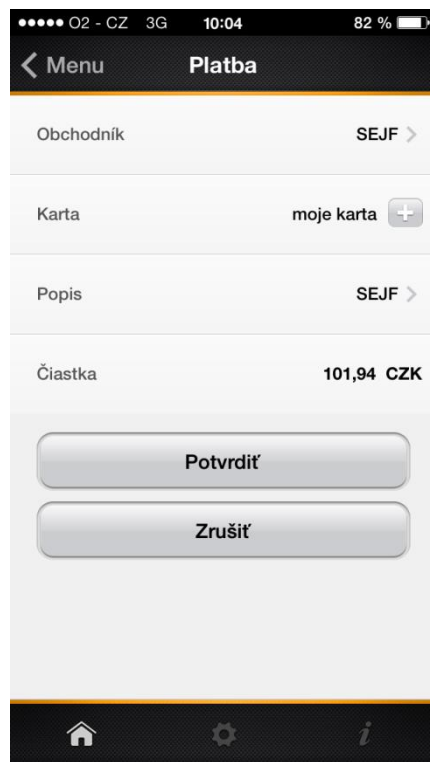 O2 - CZ 3G 10:04 82 %
Menu Platba
Obchodník SEJF
Karta moje karta
Popis SEJF
Čiastka 101,94 CZK
Potvrdiť
Zrušiť
i